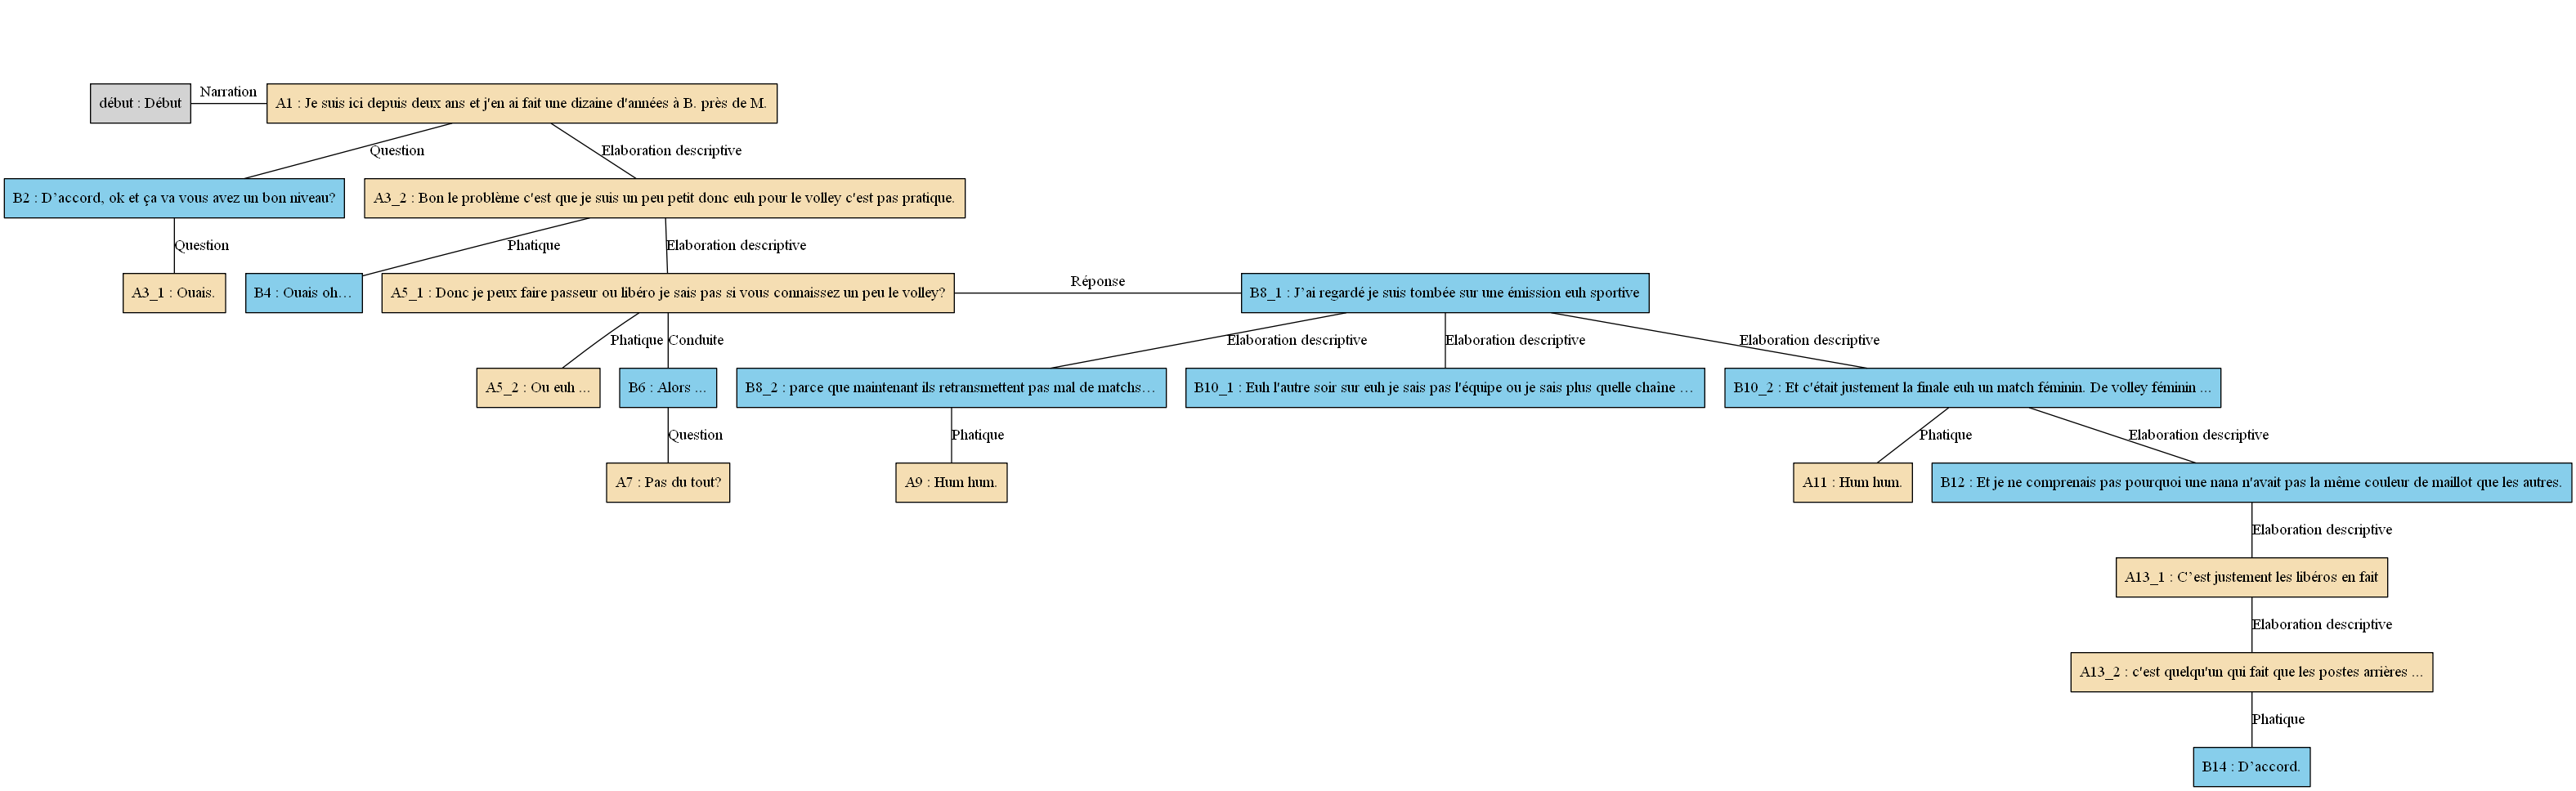 Narration
début : Début
A1 : Je suis ici depuis deux ans et j'en ai fait une dizaine d'années à B. près de M.
Question
Elaboration descriptive
B2 : D’accord, ok et ça va vous avez un bon niveau?
A3_2 : Bon le problème c'est que je suis un peu petit donc euh pour le volley c'est pas pratique.
Question
Phatique
Elaboration descriptive
Réponse
A3_1 : Ouais.
B4 : Ouais oh…
A5_1 : Donc je peux faire passeur ou libéro je sais pas si vous connaissez un peu le volley?
B8_1 : J’ai regardé je suis tombée sur une émission euh sportive
Phatique
Conduite
Elaboration descriptive
Elaboration descriptive
Elaboration descriptive
A5_2 : Ou euh ...
B6 : Alors ...
B8_2 : parce que maintenant ils retransmettent pas mal de matchs…
B10_1 : Euh l'autre soir sur euh je sais pas l'équipe ou je sais plus quelle chaîne …
B10_2 : Et c'était justement la finale euh un match féminin. De volley féminin ...
Question
Phatique
Phatique
Elaboration descriptive
A7 : Pas du tout?
A9 : Hum hum.
A11 : Hum hum.
B12 : Et je ne comprenais pas pourquoi une nana n'avait pas la même couleur de maillot que les autres.
Elaboration descriptive
A13_1 : C’est justement les libéros en fait
Elaboration descriptive
A13_2 : c'est quelqu'un qui fait que les postes arrières ...
Phatique
B14 : D’accord.